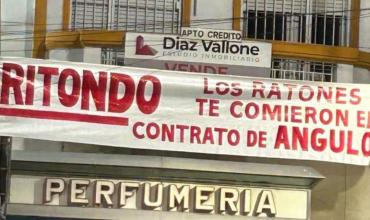 APTO CREDITO
Diaz Vallone
ESTUDIO INMOBILIARIO
VENDE
RITONDO LOS RATONES
TE COMIERON EL
CONTRATO DE ANGULO
PERFUMERIA